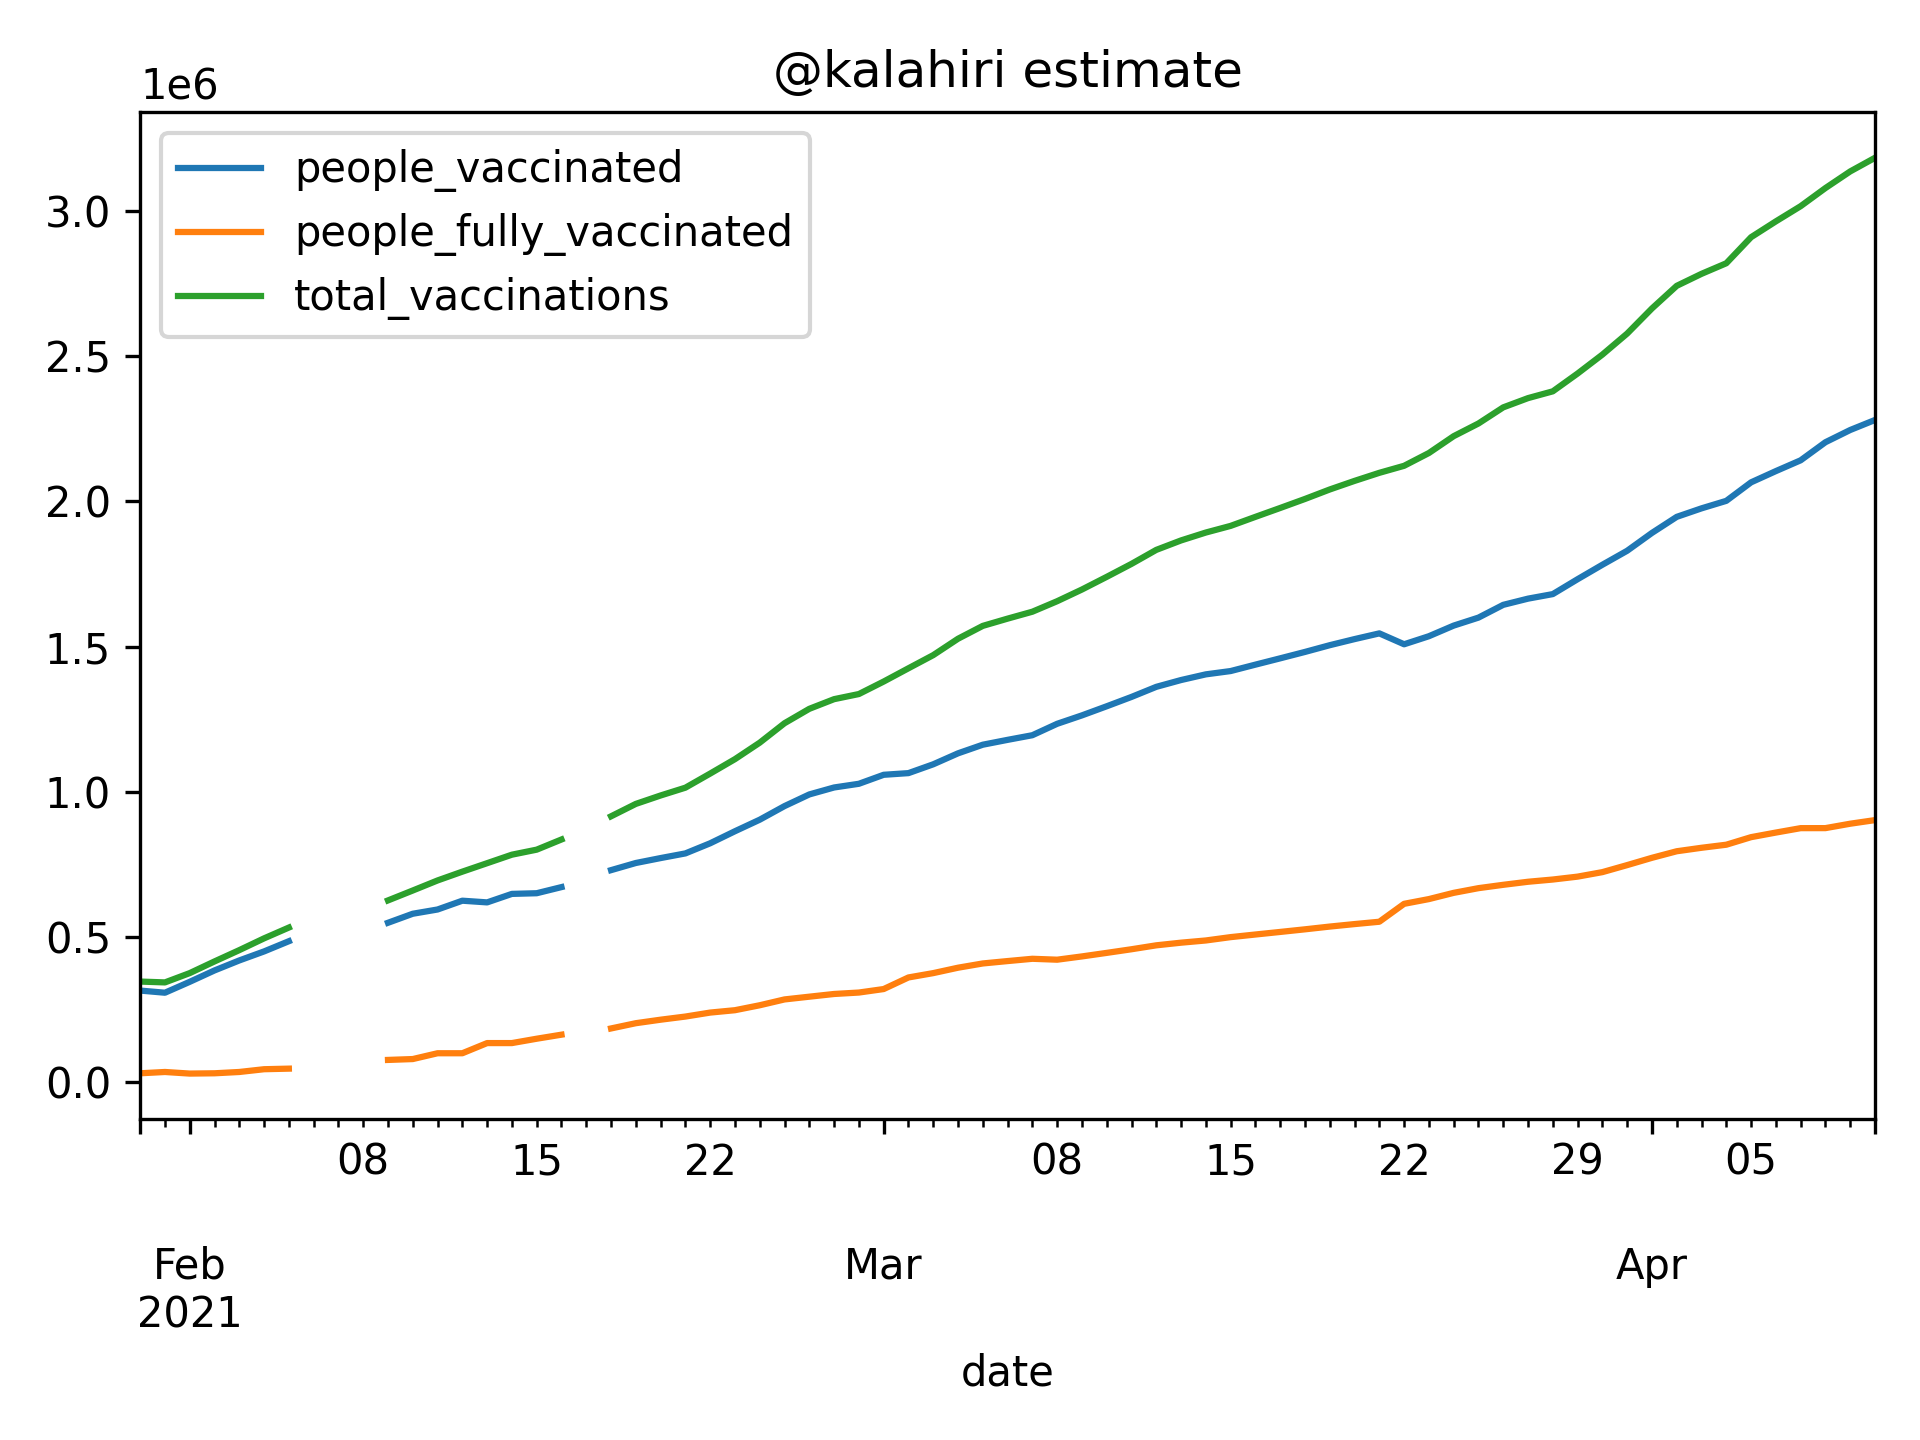 @kalahiri estimate
1e6
people_vaccinated
people_fully_vaccinated
total_vaccinations
3.0
2.5
2.0
1.5
1.0
0.5
0.0
08 15 22 08 15 22 29 05
Feb Mar Apr
2021
date